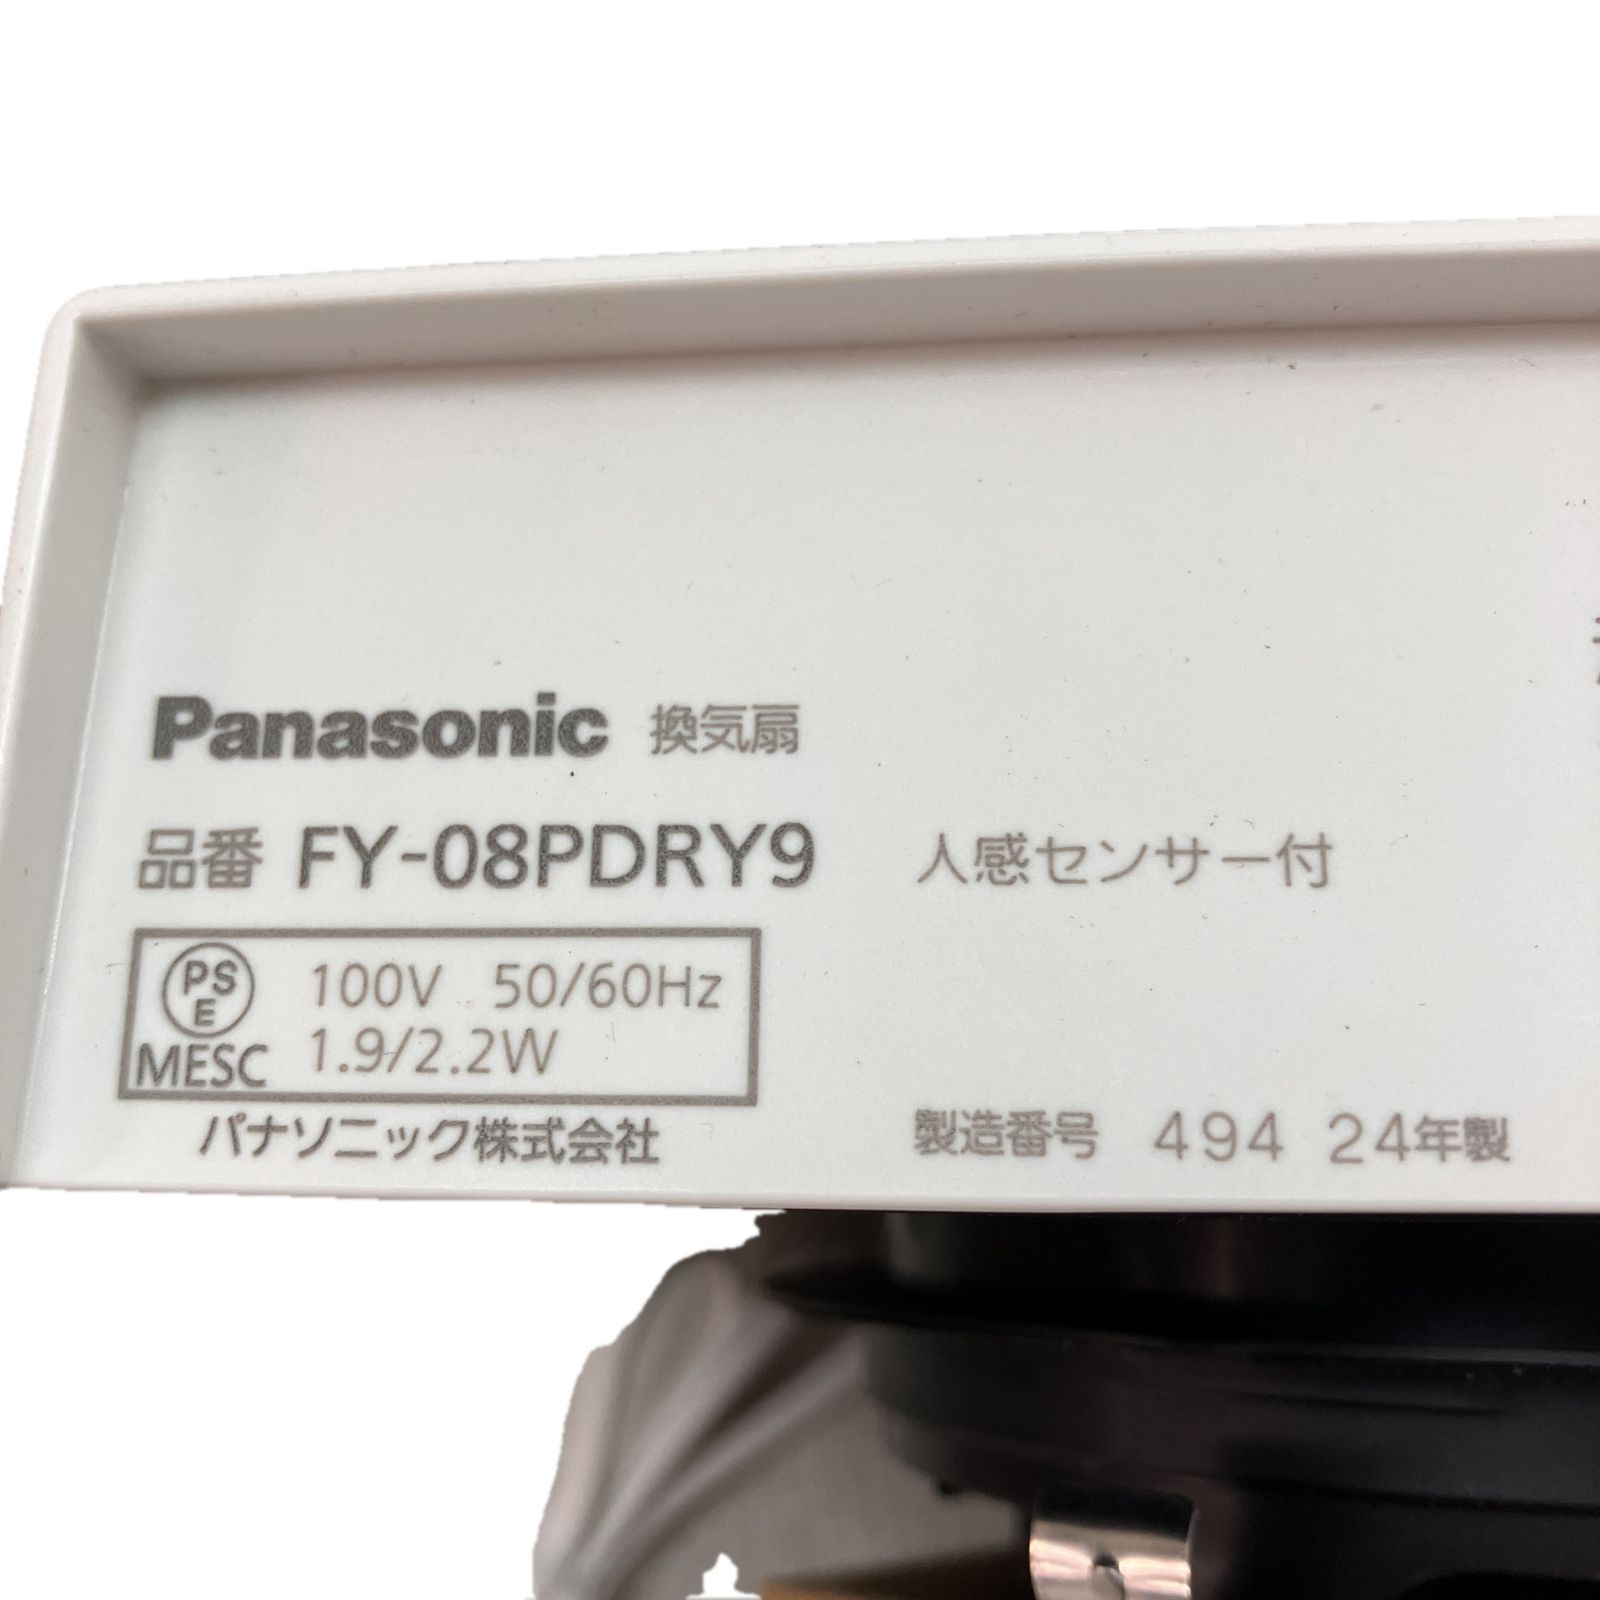 Panasonic 換気扇
品番 FY-08PDRY9 人感センサー付
PS
E 100V 50/60Hz
MESC 1.9/2.2W
パナソニック株式会社 製造番号 494 24年製